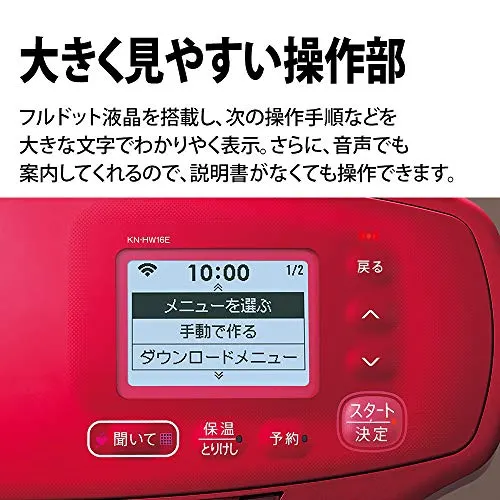 大きく見やすい操作部
フルドット液晶を搭載し、次の操作手順などを
大きな文字でわかりやく表示。さらに、音声でも
案内してくれるので、説明書がなくても操作できます。
KN-HW16E
10:00 1/2
戻る
メニューを選ぶ
手動で作る
ダウンロードメニュー
聞いて
保温
とりけし
予約
スタート
決定